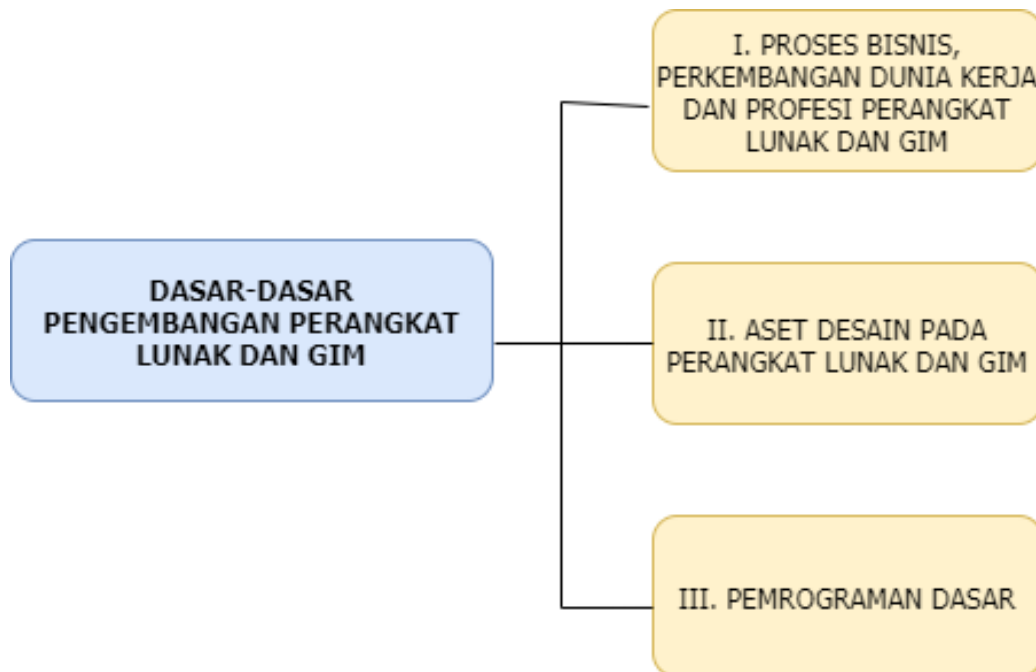 I. PROSES BISNIS,
PERKEMBANGAN DUNIA KERJA
DAN PROFESI PERANGKAT
LUNAK DAN GIM
DASAR-DASAR
PENGEMBANGAN PERANGKAT
LUNAK DAN GIM
II. ASET DESAIN PADA
PERANGKAT LUNAK DAN GIM
III. PEMROGRAMAN DASAR